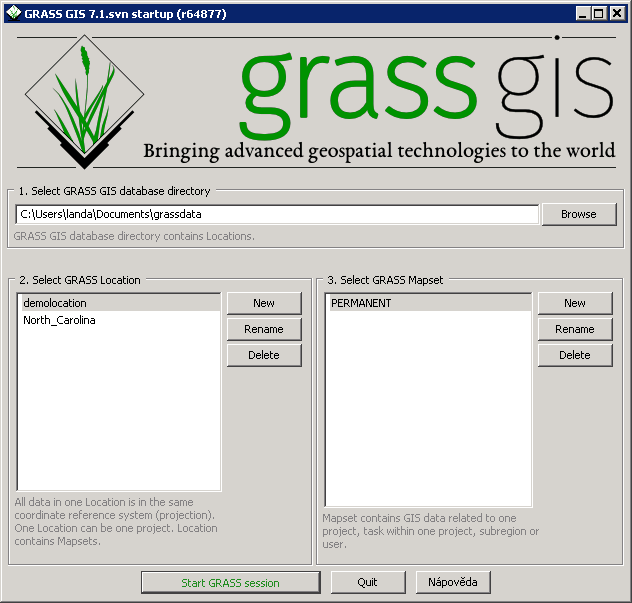 GRASS GIS 7.1.svn startup (r64877)
grass gis
Bringing advanced geospatial technologies to the world
1. Select GRASS GIS database directory
C:\Users\landa\Documents\grassdata
Browse
GRASS GIS database directory contains Locations.
2. Select GRASS Location
demolocation
North_Carolina
New
Rename
Delete
All data in one Location is in the same
coordinate reference system (projection).
One Location can be one project. Location
contains Mapsets.
3. Select GRASS Mapset
PERMANENT
New
Rename
Delete
Mapset contains GIS data related to one
project, task within one project, subregion or
user.
Start GRASS session
Quit
Nápověda